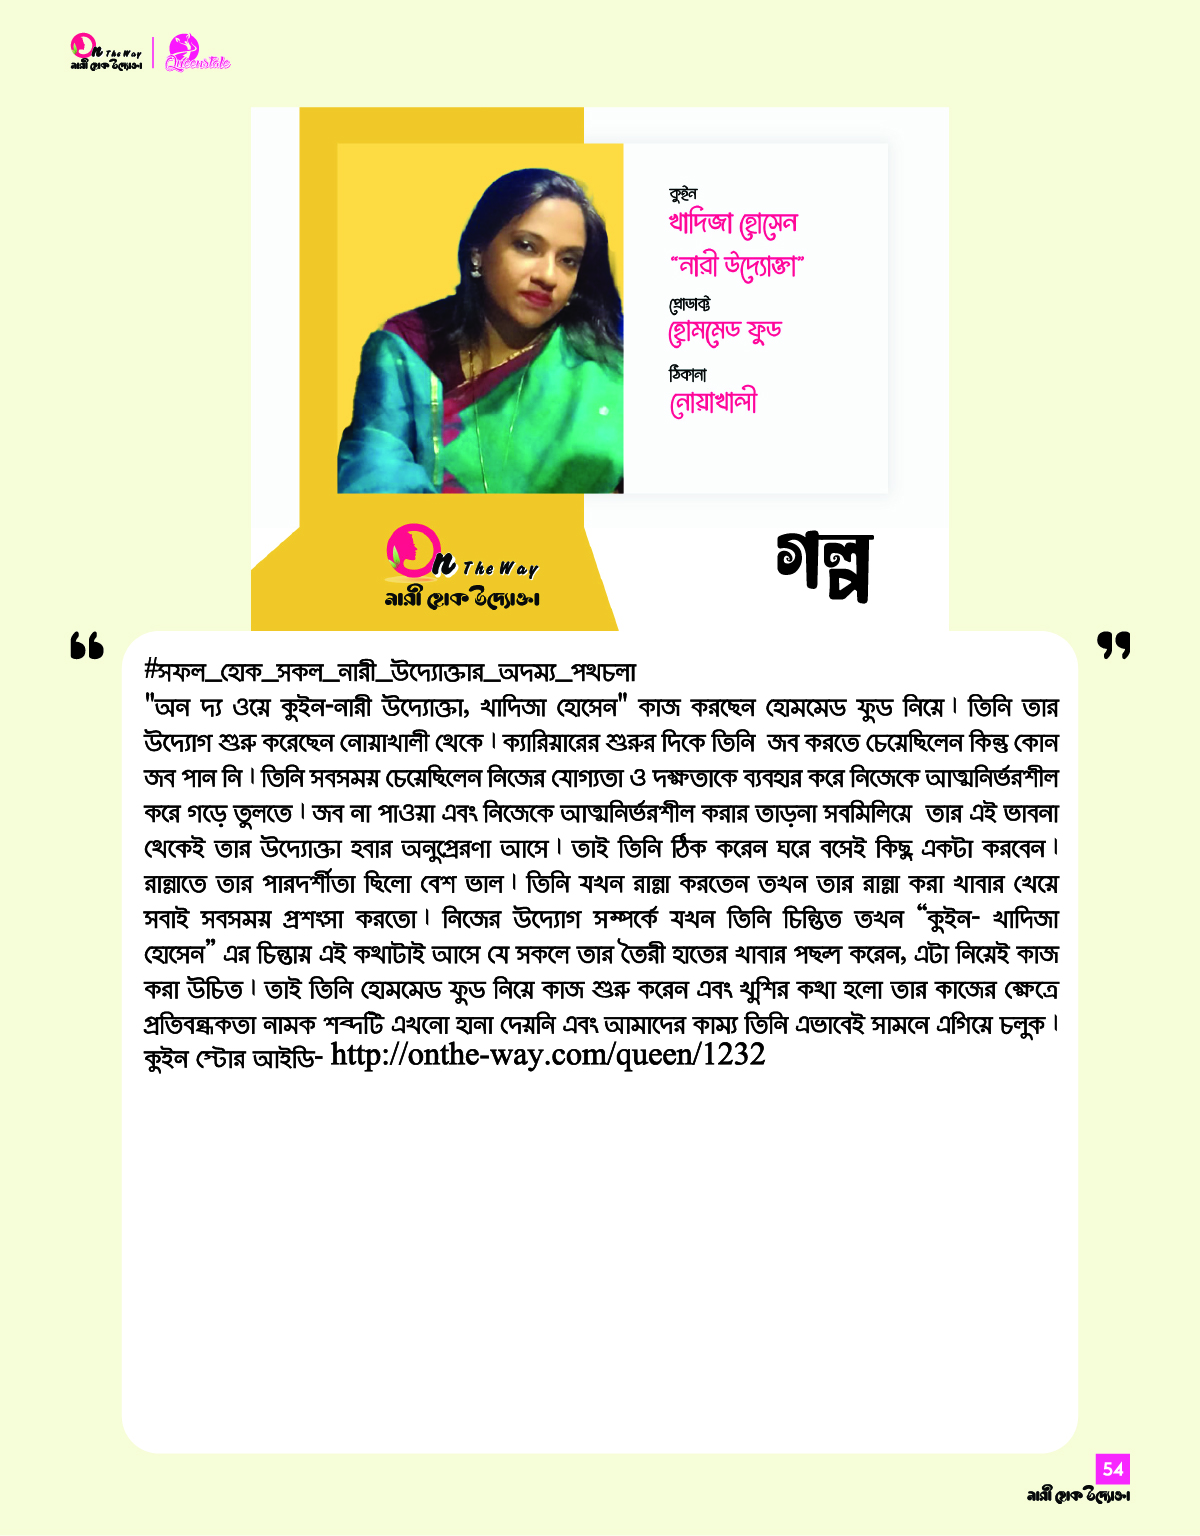 On The Way
নারী হোক উদ্যোক্তা
Queenstale
কুইন
খাদিজা হোসেন
“নারী উদ্যোক্তা”
প্রোডাক্ট
হোমমেড ফুড
ঠিকানা
নোয়াখালী
On The Way
নারী হোক উদ্যোক্তা
গল্প
“
”
#সফল_হোক_সকল_নারী_উদ্যোক্তার_অদম্য_পথচলা
"অন দ্য ওয়ে কুইন-নারী উদ্যোক্তা, খাদিজা হোসেন" কাজ করছেন হোমমেড ফুড নিয়ে। তিনি তার
উদ্যোগ শুরু করেছেন নোয়াখালী থেকে। ক্যারিয়ারের শুরুর দিকে তিনি জব করতে চেয়েছিলেন কিন্তু কোন
জব পান নি। তিনি সবসময় চেয়েছিলেন নিজের যোগ্যতা ও দক্ষতাকে ব্যবহার করে নিজেকে আত্মনির্ভরশীল
করে গড়ে তুলতে। জব না পাওয়া এবং নিজেকে আত্মনির্ভরশীল করার তাড়না সবমিলিয়ে তার এই ভাবনা
থেকেই তার উদ্যোক্তা হবার অনুপ্রেরণা আসে। তাই তিনি ঠিক করেন ঘরে বসেই কিছু একটা করবেন।
রান্নাতে তার পারদর্শীতা ছিলো বেশ ভাল। তিনি যখন রান্না করতেন তখন তার রান্না করা খাবার খেয়ে
সবাই সবসময় প্রশংসা করতো। নিজের উদ্যোগ সম্পর্কে যখন তিনি চিন্তিত তখন “কুইন- খাদিজা
হোসেন” এর চিন্তায় এই কথাটাই আসে যে সকলে তার তৈরী হাতের খাবার পছন্দ করেন, এটা নিয়েই কাজ
করা উচিত। তাই তিনি হোমমেড ফুড নিয়ে কাজ শুরু করেন এবং খুশির কথা হলো তার কাজের ক্ষেত্রে
প্রতিবন্ধকতা নামক শব্দটি এখনো হানা দেয়নি এবং আমাদের কাম্য তিনি এভাবেই সামনে এগিয়ে চলুক।
কুইন স্টোর আইডি- http://onthe-way.com/queen/1232
54
নারী হোক উদ্যোক্তা